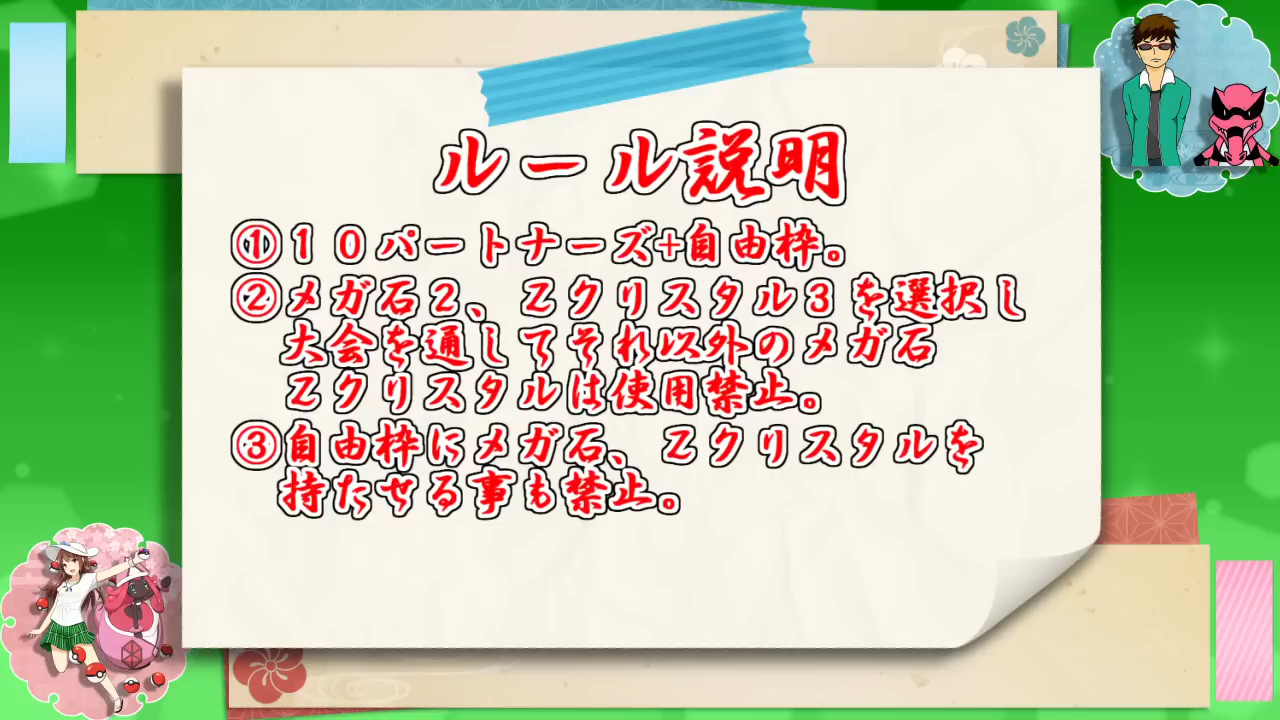 ルール説明
①１０パートナーズ+自由枠。
②メガ石２、Ｚクリスタル３を選択し
大会を通してそれ以外のメガ石
Ｚクリスタルは使用禁止。
③自由枠にメガ石、Ｚクリスタルを
持たせる事も禁止。